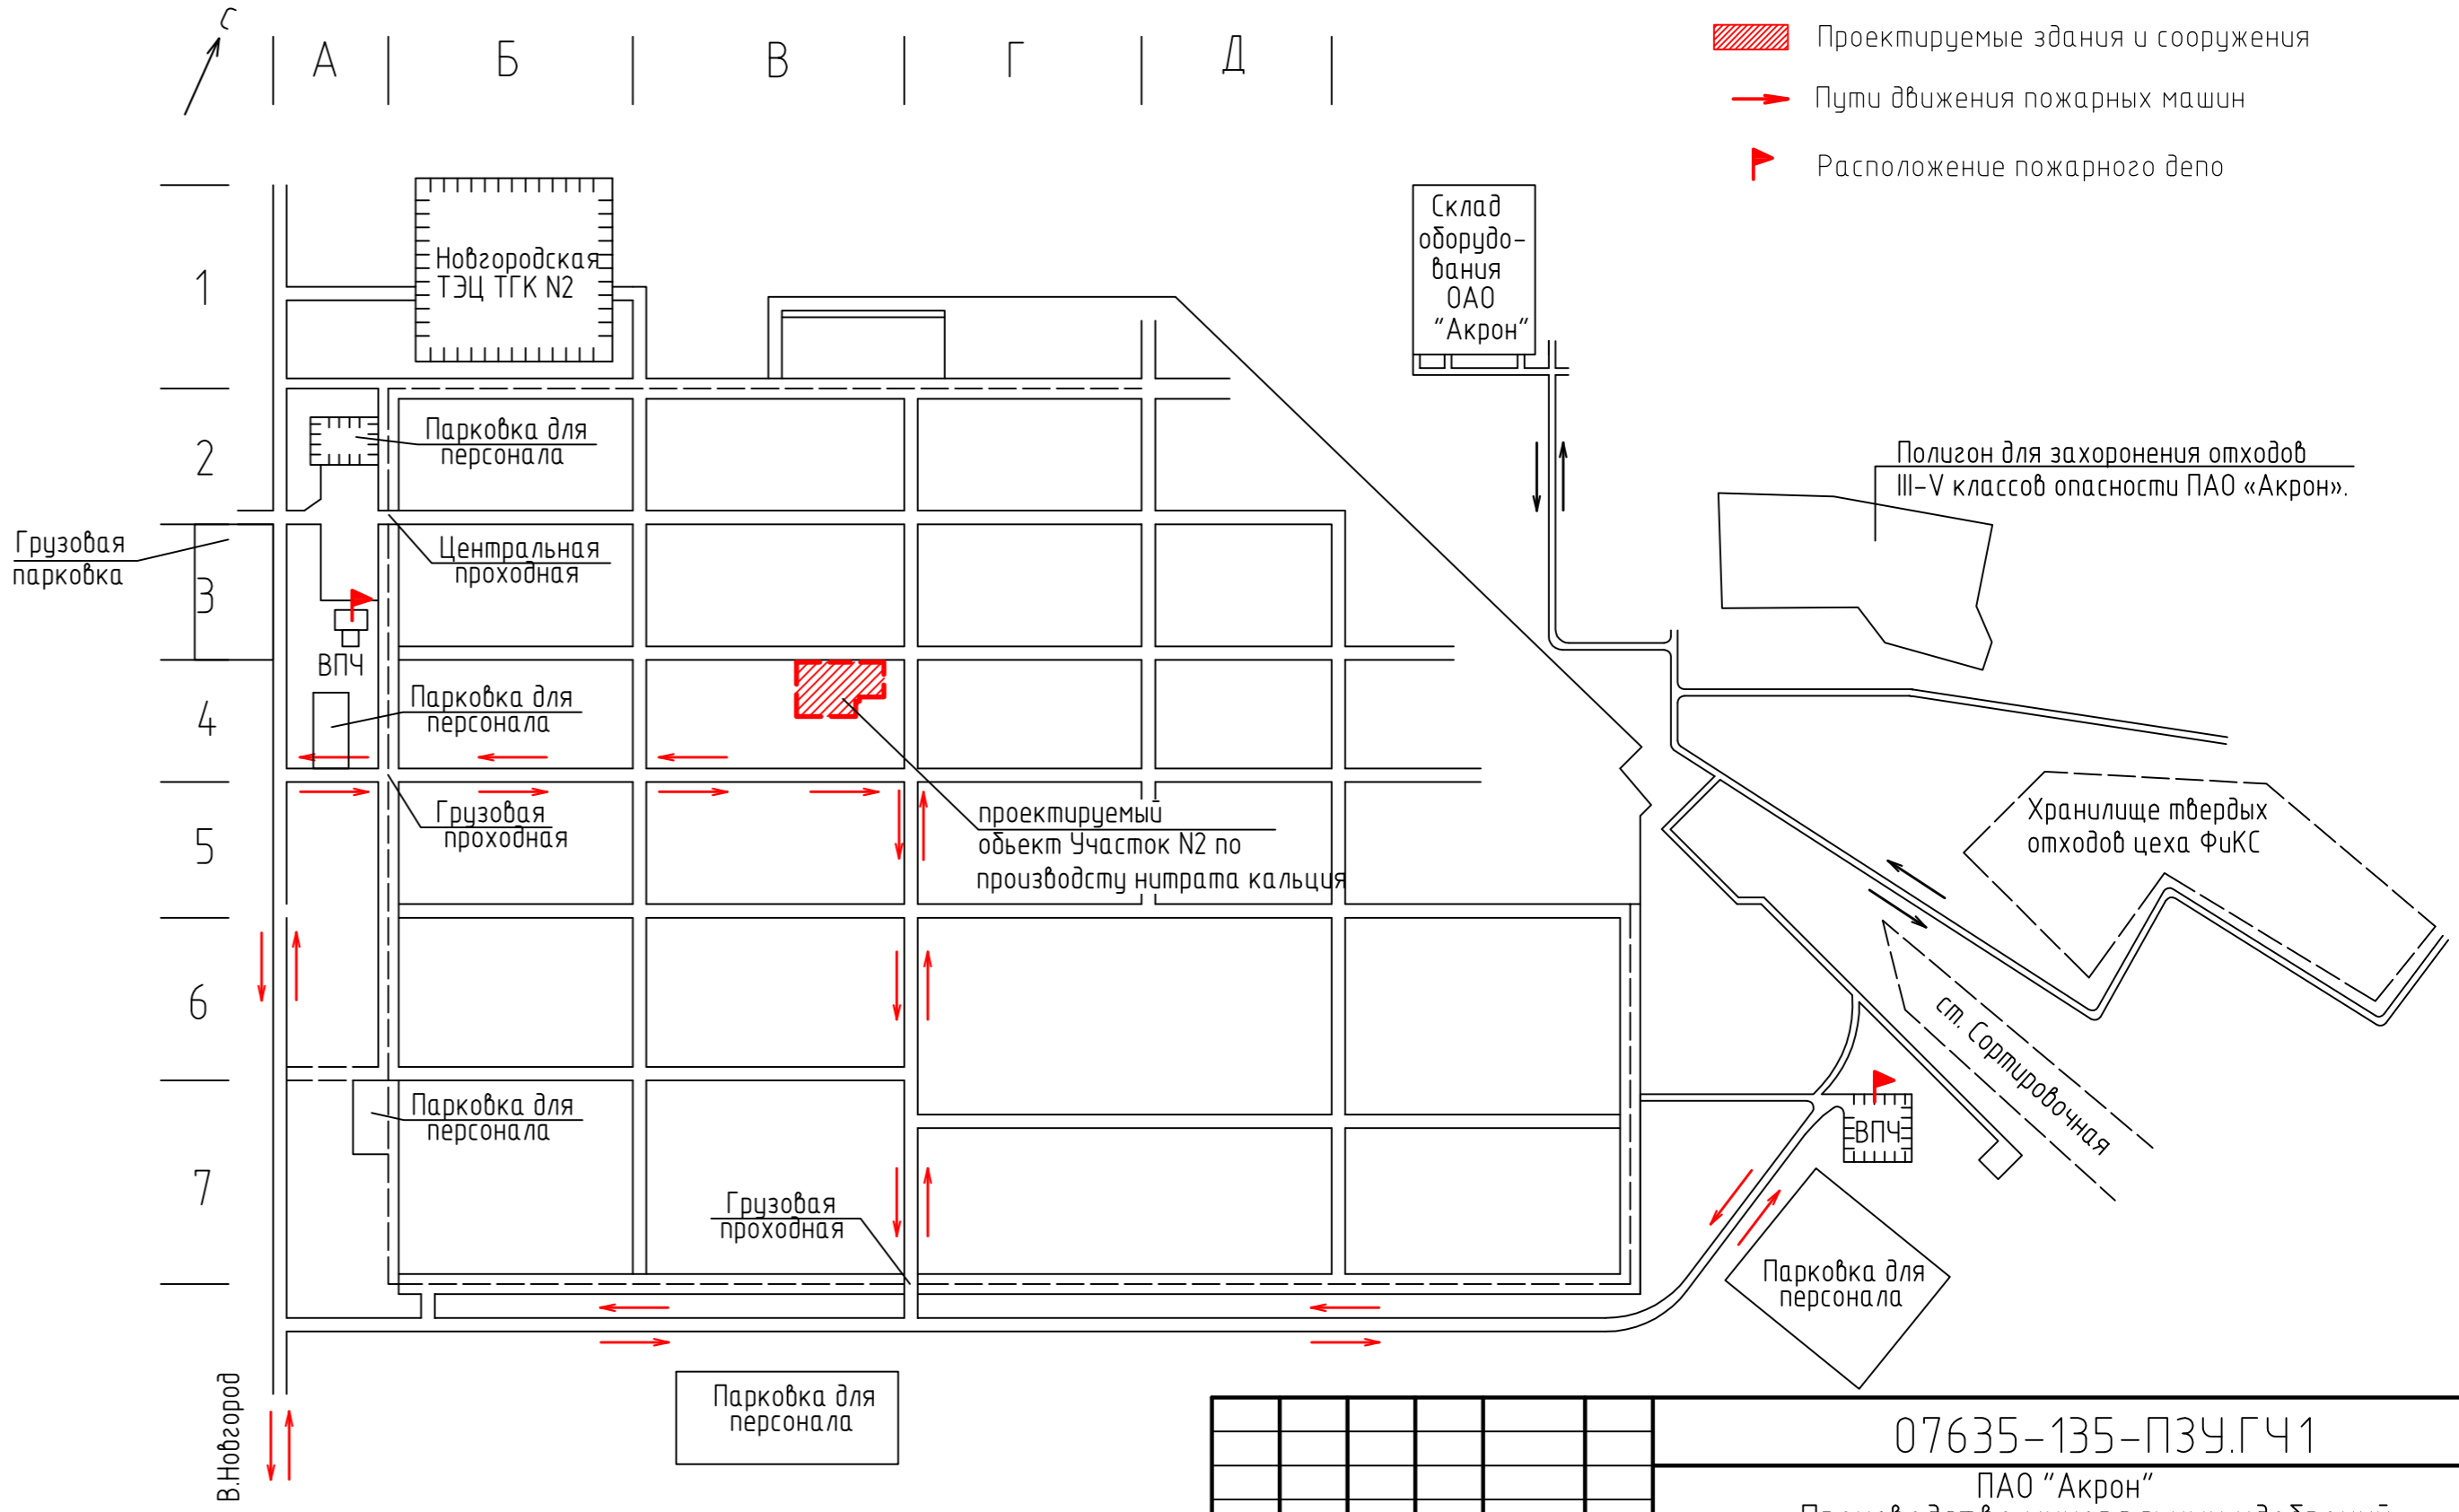 С
А
Б
В
Г
Д
Проектируемые здания и сооружения
Пути движения пожарных машин
Расположение пожарного депо
1
2
3
4
5
6
7
Новгородская
ТЭЦ ТГК N2
Склад
оборудо-
вания
ОАО
"Акрон"
Парковка для
персонала
Полигон для захоронения отходов
III-V классов опасности ПАО «Акрон».
Грузовая
парковка
Центральная
проходная
ВПЧ
Парковка для
персонала
Грузовая
проходная
проектируемый
обьект Участок N2 по
производсту нитрата кальция
Хранилище твердых
отходов цеха ФиКС
ст. Сортировочная
ВПЧ
Парковка для
персонала
Грузовая
проходная
Парковка для
персонала
Парковка для
персонала
В.Новгород
07635-135-ПЗУ.ГЧ1
ПАО "Акрон"